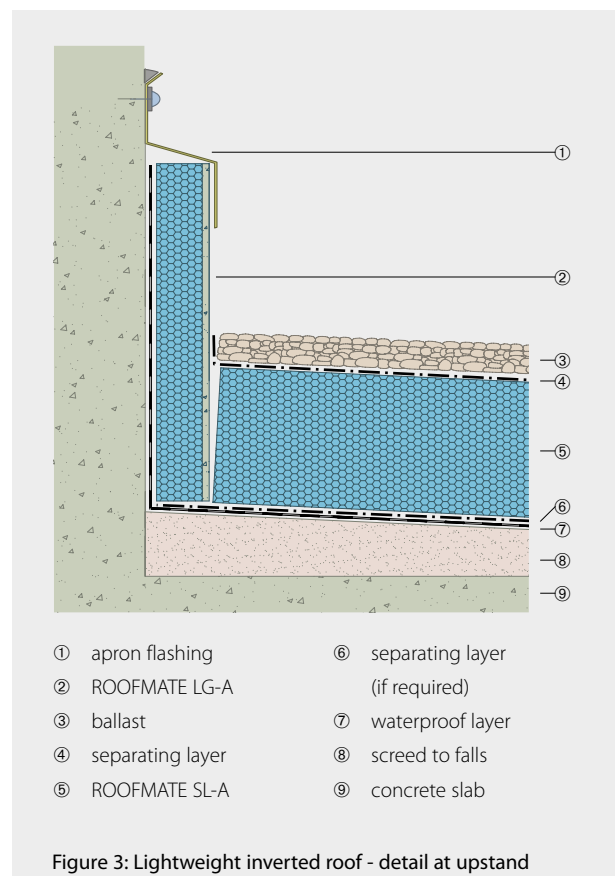 ①
②
③
④
⑤
⑥
⑦
⑧
⑨
① apron flashing
② ROOFMATE LG-A
③ ballast
④ separating layer
⑤ ROOFMATE SL-A
⑥ separating layer
(if required)
⑦ waterproof layer
⑧ screed to falls
⑨ concrete slab
Figure 3: Lightweight inverted roof - detail at upstand